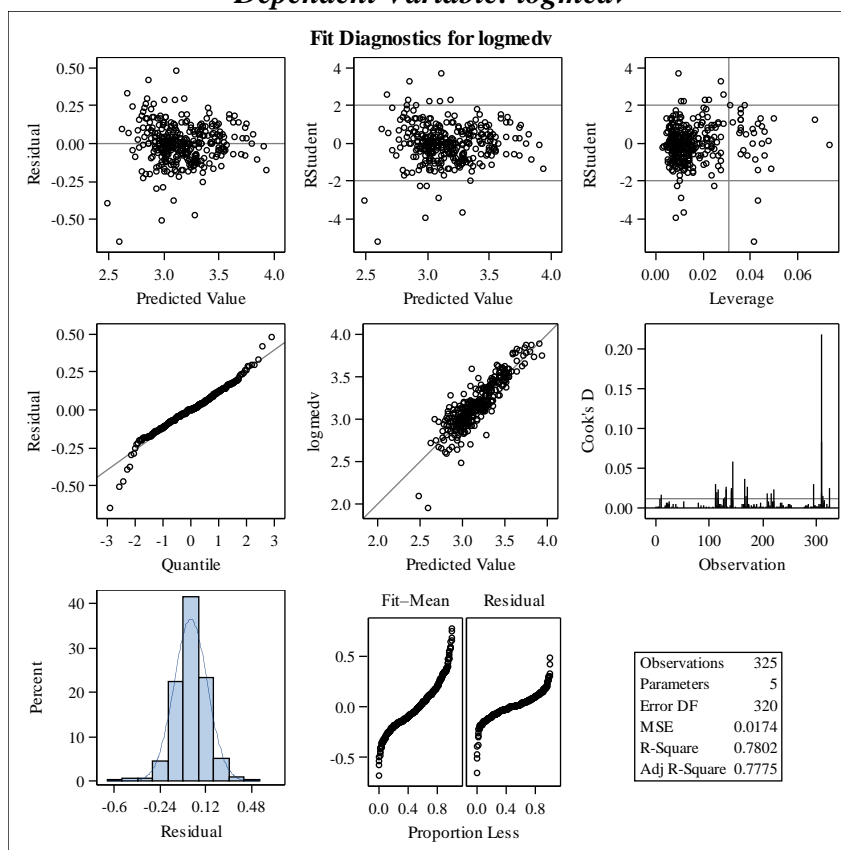 Dependent Variable: logmedv
Fit Diagnostics for logmedv
0.50
0.25
0.00
-0.25
-0.50
Residual
2.5 3.0 3.5 4.0
Predicted Value
4
2
0
-2
-4
RStudent
2.5 3.0 3.5 4.0
Predicted Value
4
2
0
-2
-4
RStudent
0.00 0.02 0.04 0.06
Leverage
0.50
0.25
0.00
-0.25
-0.50
Residual
-3 -2 -1 0 1 2 3
Quantile
4.0
3.5
3.0
2.5
2.0
logmedv
2.0 2.5 3.0 3.5 4.0
Predicted Value
0.20
0.15
0.10
0.05
0.00
Cook's D
0 100 200 300
Observation
40
30
20
10
0
Percent
-0.6 -0.24 0.12 0.48
Residual
Fit–Mean Residual
0.5
0.0
-0.5
0.0 0.4 0.8 0.0 0.4 0.8
Proportion Less
Observations 325
Parameters 5
Error DF 320
MSE 0.0174
R-Square 0.7802
Adj R-Square 0.7775